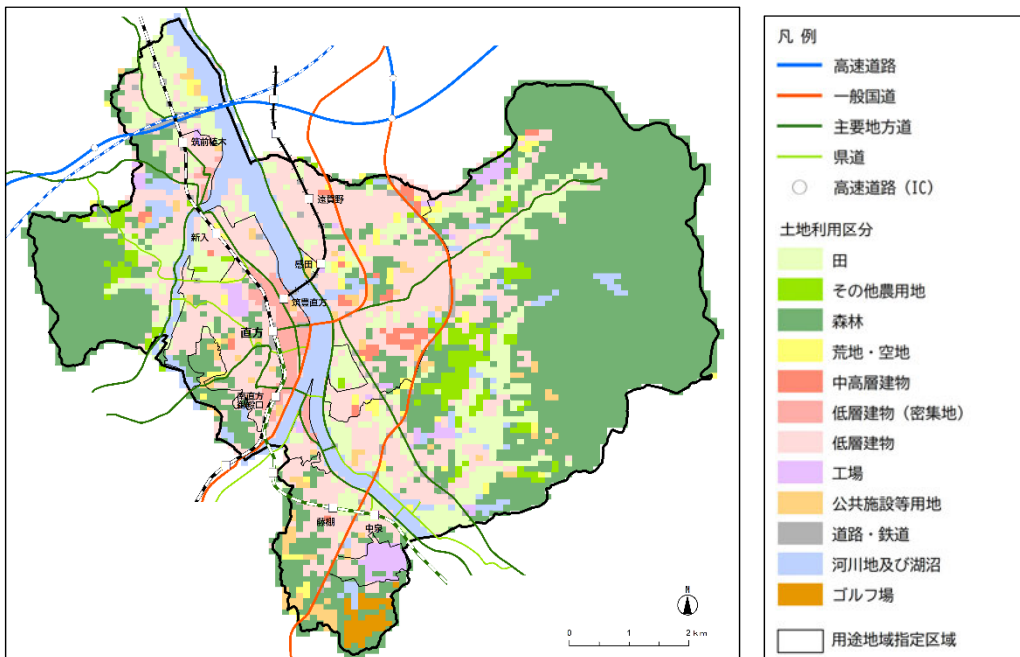 筑前植木
遠賀野
新入
感田
筑豊直方
直方
南直方
御殿口
藤棚
中泉
N
0 1 2 km
凡 例
高速道路
一般国道
主要地方道
県道
高速道路（IC）
土地利用区分
田
その他農用地
森林
荒地・空地
中高層建物
低層建物（密集地）
低層建物
工場
公共施設等用地
道路・鉄道
河川地及び湖沼
ゴルフ場
用途地域指定区域